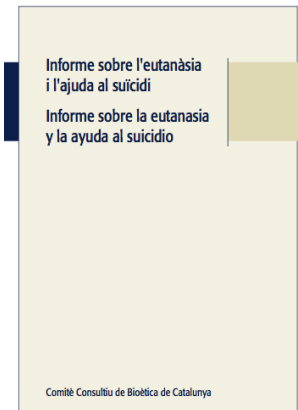 Informe sobre l'eutanàsia
i l'ajuda al suïcidi
Informe sobre la eutanasia
y la ayuda al suicidio
Comitè Consultiu de Bioètica de Catalunya